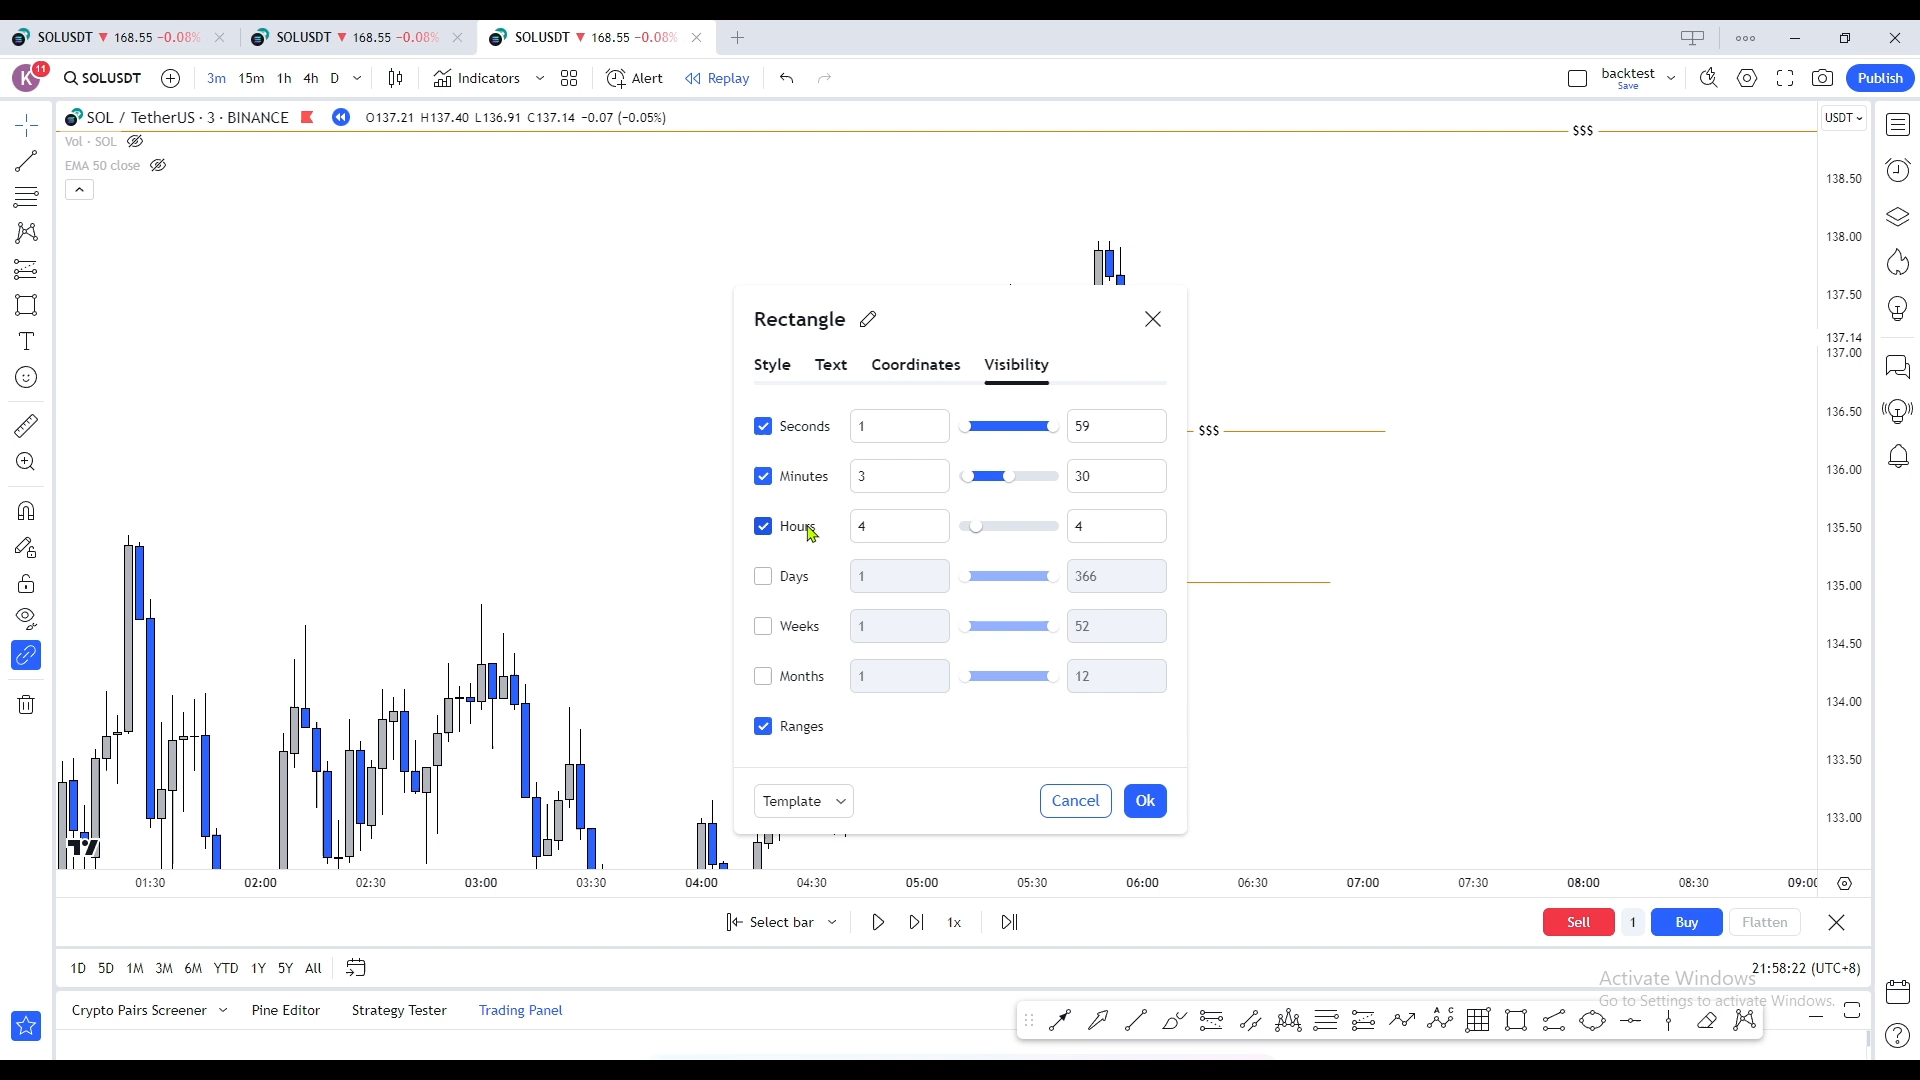 SOLUSDT ▼ 168.55 -0.08%
SOLUSDT ▼ 168.55 -0.08%
SOLUSDT ▼ 168.55 -0.08%
K 11
SOLUSDT
3m 15m 1h 4h D
Indicators
Alert
Replay
backtest
Save
Publish
SOL / TetherUS · 3 · BINANCE
O137.21 H137.40 L136.91 C137.14 -0.07 (-0.05%)
USDT
$$$
Vol · SOL
EMA 50 close
138.50
138.00
137.50
137.14
137.00
136.50
136.00
135.50
135.00
134.50
134.00
133.50
133.00
$$$
Rectangle
Style Text Coordinates Visibility
Seconds 1 59
Minutes 3 30
Hours 4 4
Days 1 366
Weeks 1 52
Months 1 12
Ranges
Template
Cancel
Ok
01:30 02:00 02:30 03:00 03:30 04:00 04:30 05:00 05:30 06:00 06:30 07:00 07:30 08:00 08:30 09:00
Select bar
1x
Sell 1 Buy Flatten
1D 5D 1M 3M 6M YTD 1Y 5Y All
21:58:22 (UTC+8)
Activate Windows
Go to Settings to activate Windows.
Crypto Pairs Screener
Pine Editor
Strategy Tester
Trading Panel